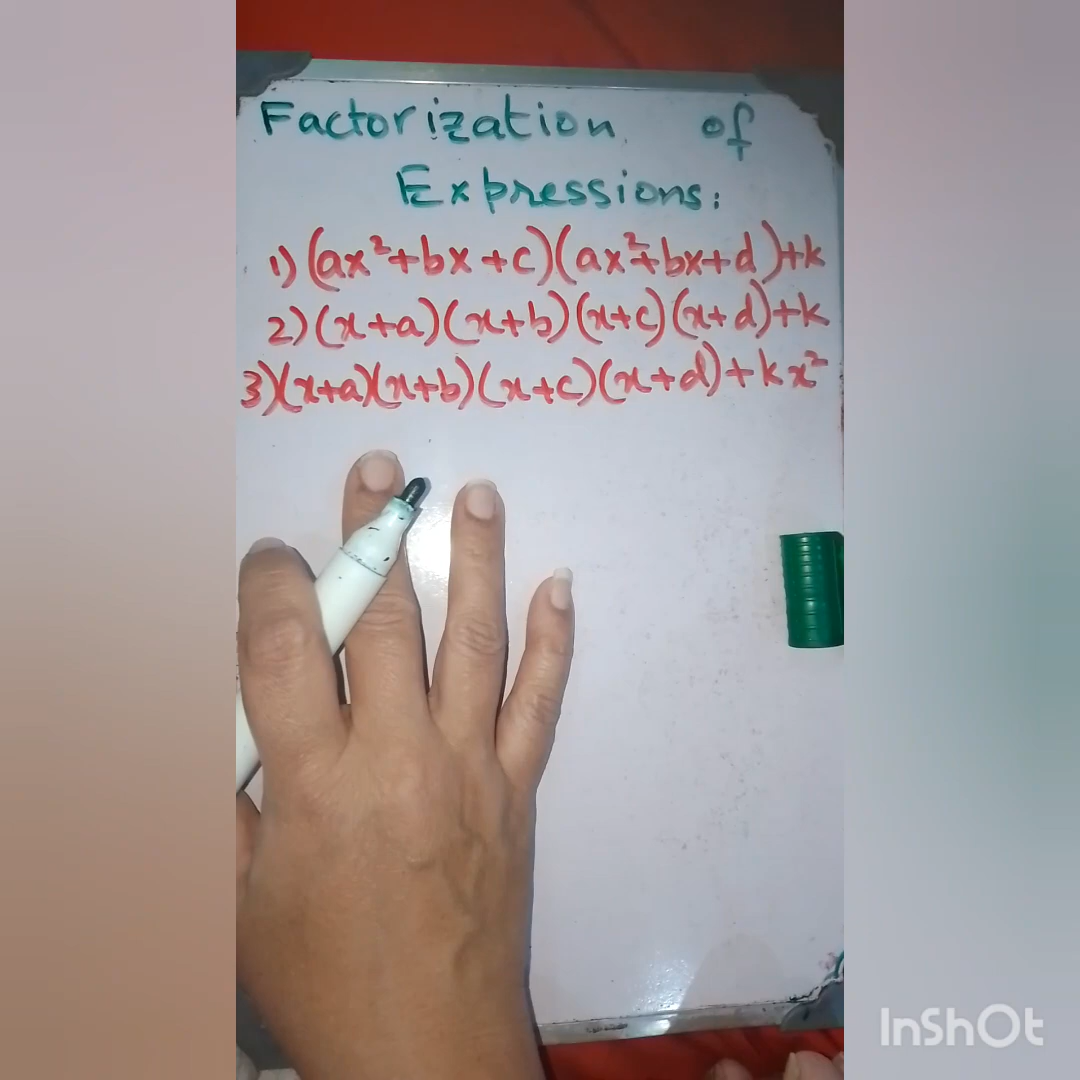 Factorization of
Expressions:
1) (ax²+bx+c)(ax²+bx+d)+k
2) (x+a)(x+b)(x+c)(x+d)+k
3) (x+a)(x+b)(x+c)(x+d)+kx²
InShOt